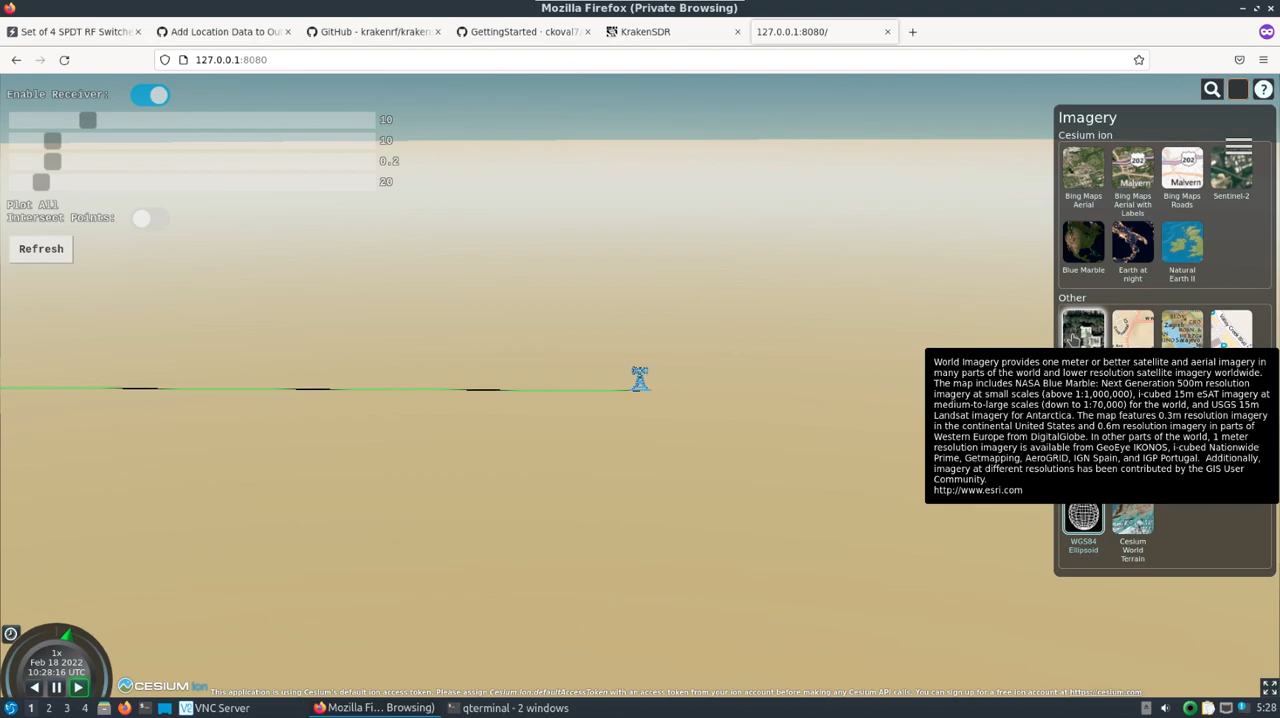 Mozilla Firefox (Private Browsing)
Set of 4 SPDT RF Switche
Add Location Data to Ou
GitHub - krakenrf/kraken
GettingStarted · ckoval7/
KrakenSDR
127.0.0.1:8080/
127.0.0.1:8080
Enable Receiver:
10
10
0.2
20
Plot All
Intersect Points:
Refresh
Imagery
Cesium ion
Bing Maps Aerial
Bing Maps Aerial with Labels
Bing Maps Roads
Sentinel-2
Blue Marble
Earth at night
Natural Earth II
Other
World Imagery provides one meter or better satellite and aerial imagery in
many parts of the world and lower resolution satellite imagery worldwide.
The map includes NASA Blue Marble: Next Generation 500m resolution
imagery at small scales (above 1:1,000,000), i-cubed 15m eSAT imagery at
medium-to-large scales (down to 1:70,000) for the world, and USGS 15m
Landsat imagery for Antarctica. The map features 0.3m resolution imagery
in the continental United States and 0.6m resolution imagery in parts of
Western Europe from DigitalGlobe. In other parts of the world, 1 meter
resolution imagery is available from GeoEye IKONOS, i-cubed Nationwide
Prime, Getmapping, AeroGRID, IGN Spain, and IGP Portugal. Additionally,
imagery at different resolutions has been contributed by the GIS User
Community.
http://www.esri.com
WGS84 Ellipsoid
Cesium World Terrain
1x
Feb 18 2022
10:28:16 UTC
CESIUM ion
This application is using Cesium's default ion access token. Please assign Cesium.Ion.defaultAccessToken with an access token from your ion account before making any Cesium API calls. You can sign up for a free ion account at https://cesium.com.
1 2 3 4
VNC Server
Mozilla Fi... Browsing)
qterminal - 2 windows
5:28